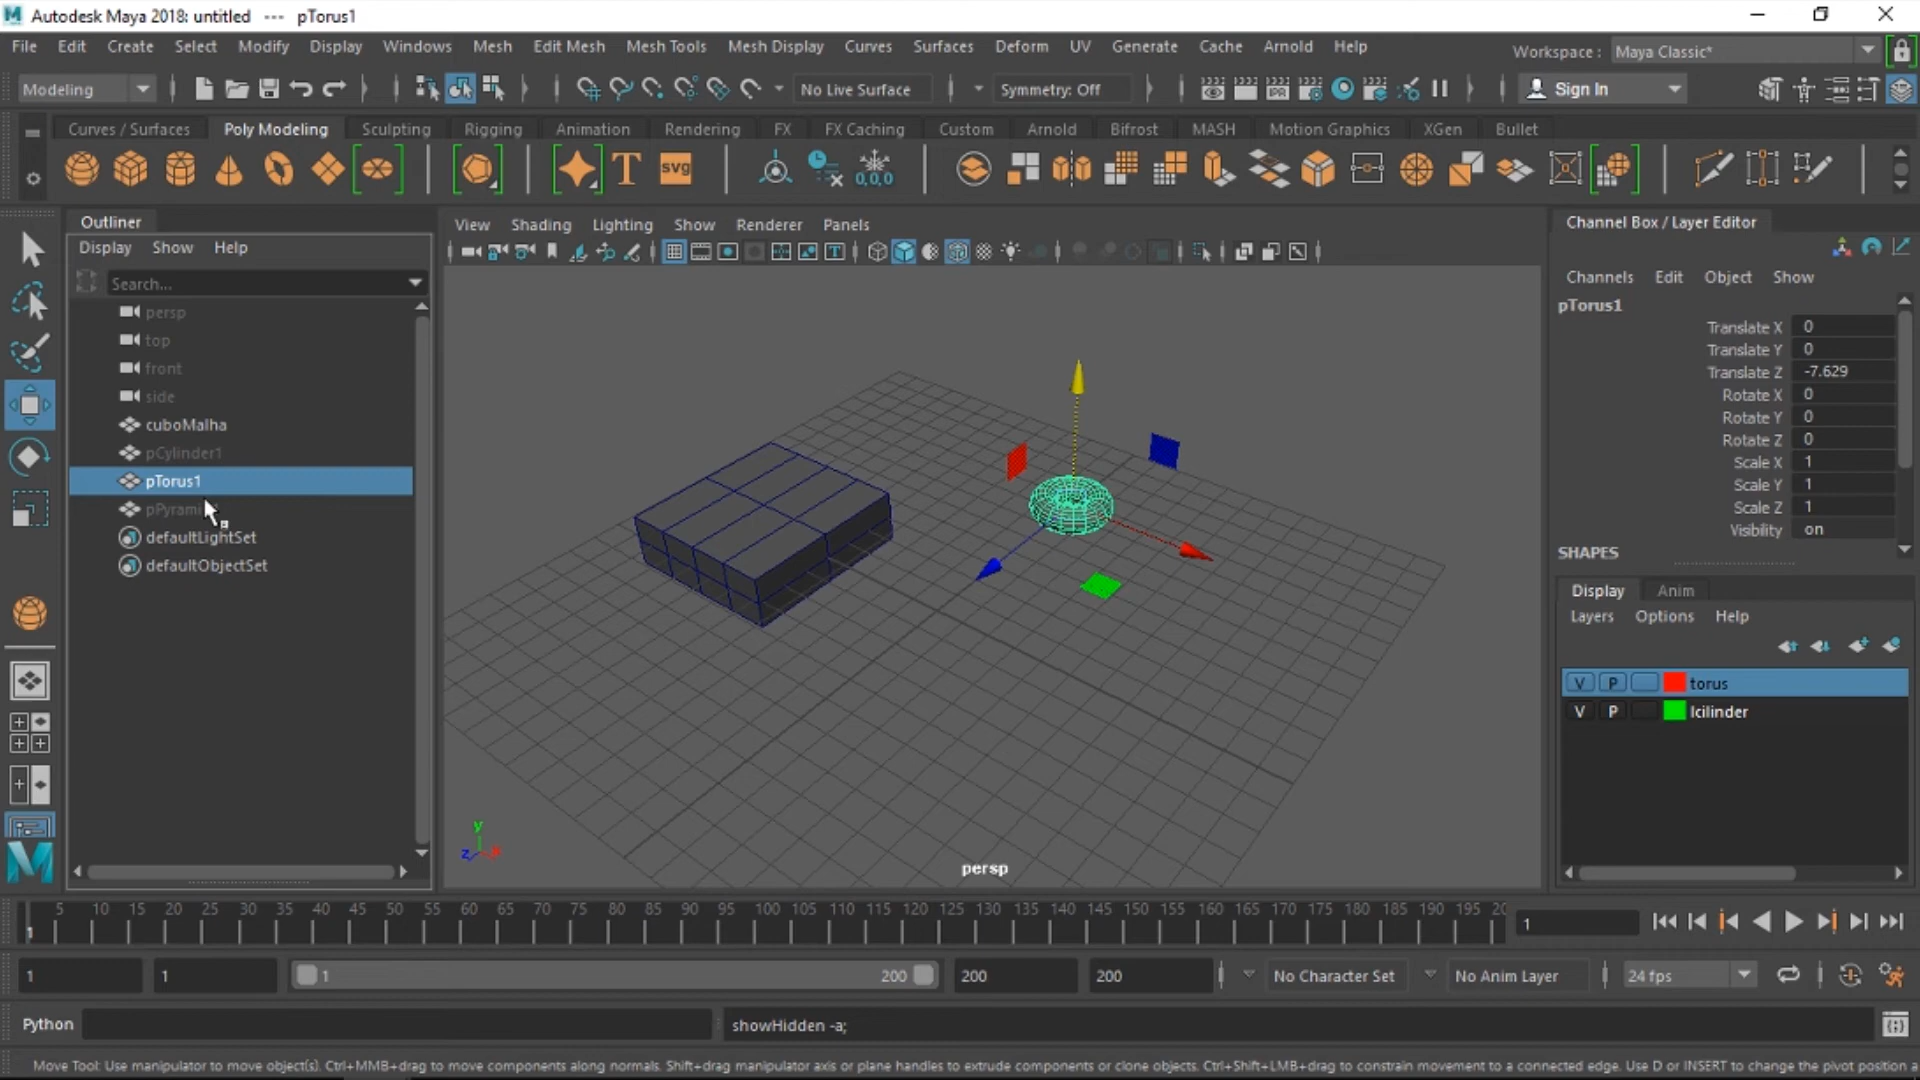 Autodesk Maya 2018: untitled --- pTorus1
File Edit Create Select Modify Display Windows Mesh Edit Mesh Mesh Tools Mesh Display Curves Surfaces Deform UV Generate Cache Arnold Help
Workspace : Maya Classic*
Modeling No Live Surface Symmetry: Off Sign In
Curves / Surfaces Poly Modeling Sculpting Rigging Animation Rendering FX FX Caching Custom Arnold Bifrost MASH Motion Graphics XGen Bullet
T svg 0,0,0
Outliner
Display Show Help
Search...
persp
top
front
side
cuboMalha
pCylinder1
pTorus1
defaultLightSet
defaultObjectSet
View Shading Lighting Show Renderer Panels
IPR
y
z
persp
Channel Box / Layer Editor
Channels Edit Object Show
pTorus1
Translate X 0
Translate Y 0
Translate Z -7.629
Rotate X 0
Rotate Y 0
Rotate Z 0
Scale X 1
Scale Y 1
Scale Z 1
Visibility on
SHAPES
Display Anim
Layers Options Help
V P torus
V P lcilinder
5 10 15 20 25 30 35 40 45 50 55 60 65 70 75 80 85 90 95 100 105 110 115 120 125 130 135 140 145 150 155 160 165 170 175 180 185 190 195 20
1 1
1 1 1 200 200 200 No Character Set No Anim Layer 24 fps
Python showHidden -a;
Move Tool: Use manipulator to move object(s). Ctrl+MMB+drag to move components along normals. Shift+drag manipulator axis or plane handles to extrude components or clone objects. Ctrl+Shift+LMB+drag to constrain movement to a connected edge. Use D or INSERT to change the pivot position a